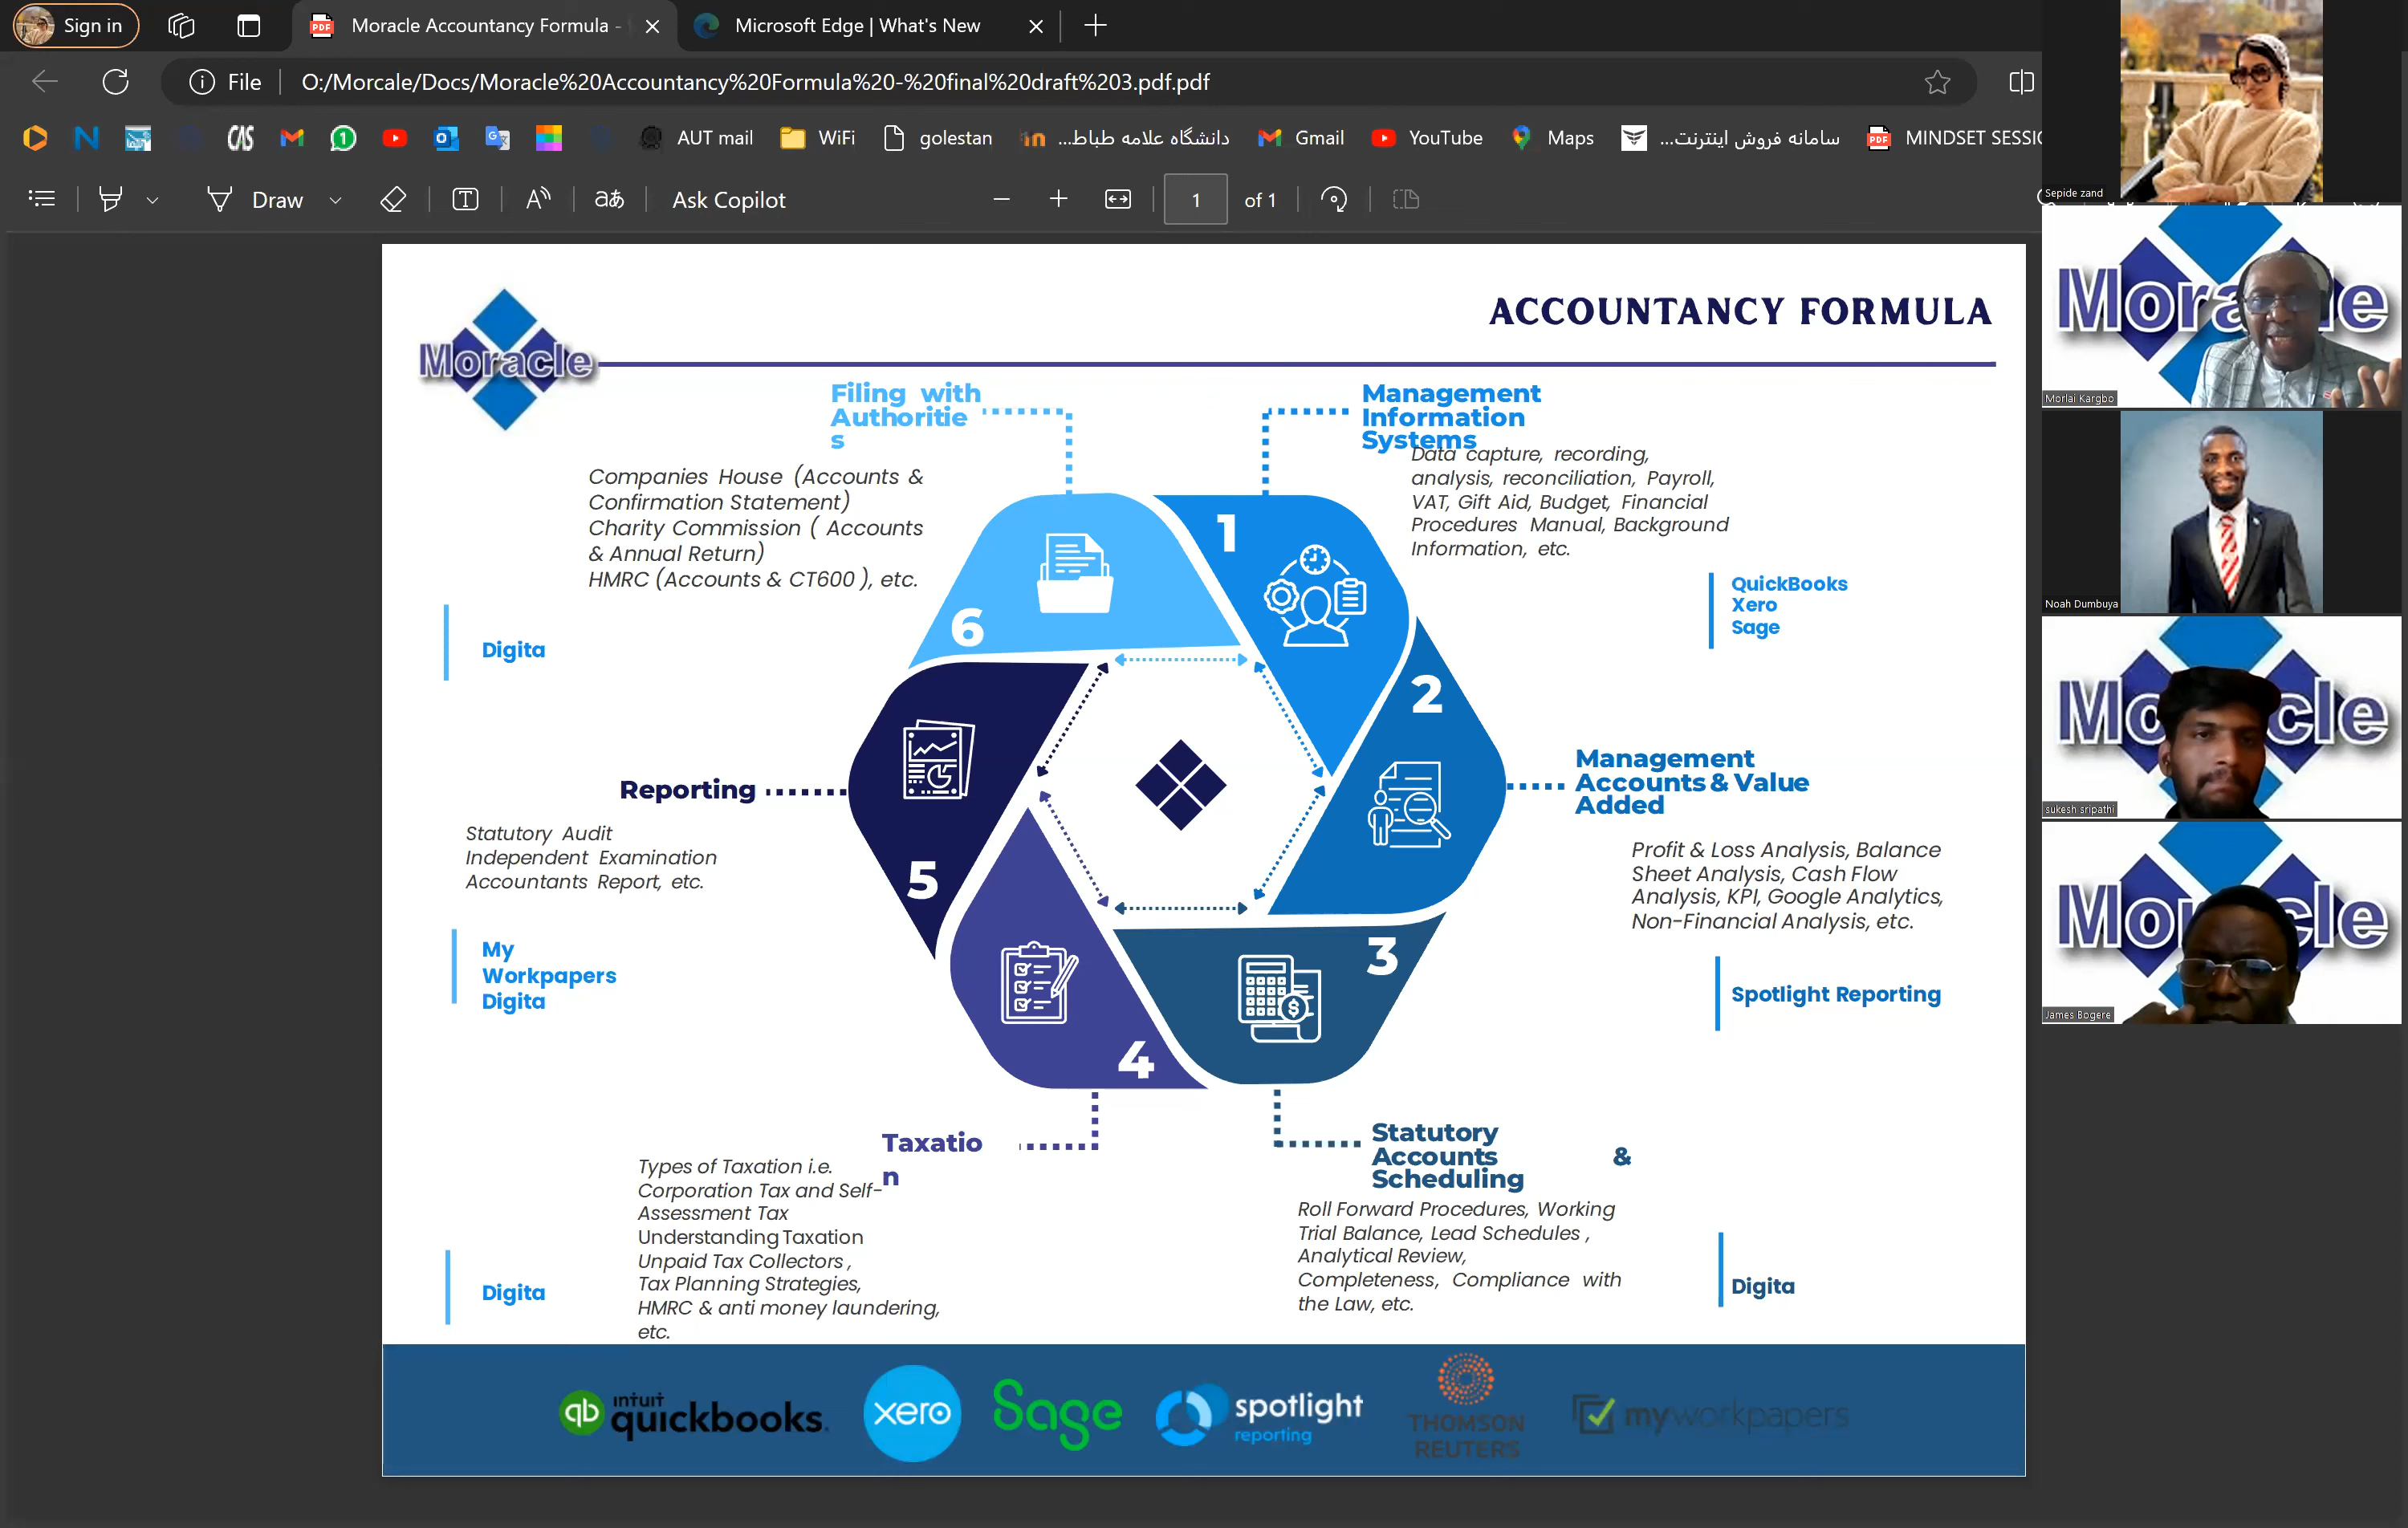 Sign in
Moracle Accountancy Formula -
Microsoft Edge | What's New
File
O:/Morcale/Docs/Moracle%20Accountancy%20Formula%20-%20final%20draft%203.pdf.pdf
CAS
1
AUT mail
WiFi
golestan
دانشگاه علامه طباط...
Gmail
YouTube
Maps
سامانه فروش اینترنت...
PDF
MINDSET SESSIO
Draw
Ask Copilot
1
of 1
Moracle
ACCOUNTANCY FORMULA
Filing with
Authoritie
s
Companies House (Accounts &
Confirmation Statement)
Charity Commission ( Accounts
& Annual Return)
HMRC (Accounts & CT600 ), etc.
Digita
Management
Information
Systems
Data capture, recording,
analysis, reconciliation, Payroll,
VAT, Gift Aid, Budget, Financial
Procedures Manual, Background
Information, etc.
QuickBooks
Xero
Sage
1
2
3
4
5
6
Management
Accounts & Value
Added
Profit & Loss Analysis, Balance
Sheet Analysis, Cash Flow
Analysis, KPI, Google Analytics,
Non-Financial Analysis, etc.
Spotlight Reporting
Reporting
Statutory Audit
Independent Examination
Accountants Report, etc.
My
Workpapers
Digita
Statutory
Accounts &
Scheduling
Roll Forward Procedures, Working
Trial Balance, Lead Schedules ,
Analytical Review,
Completeness, Compliance with
the Law, etc.
Digita
Taxatio
n
Types of Taxation i.e.
Corporation Tax and Self-
Assessment Tax
Understanding Taxation
Unpaid Tax Collectors ,
Tax Planning Strategies,
HMRC & anti money laundering,
etc.
Digita
qb
INTUIT
quickbooks.
xero
Sage
spotlight
reporting
THOMSON
REUTERS
myworkpapers
Sepide zand
Morlai Kargbo
Noah Dumbuya
sukesh sripathi
James Bogere